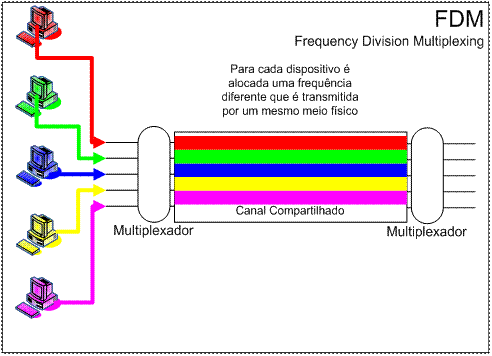 FDM
Frequency Division Multiplexing
Para cada dispositivo é
alocada uma frequência
diferente que é transmitida
por um mesmo meio físico
Canal Compartilhado
Multiplexador
Multiplexador